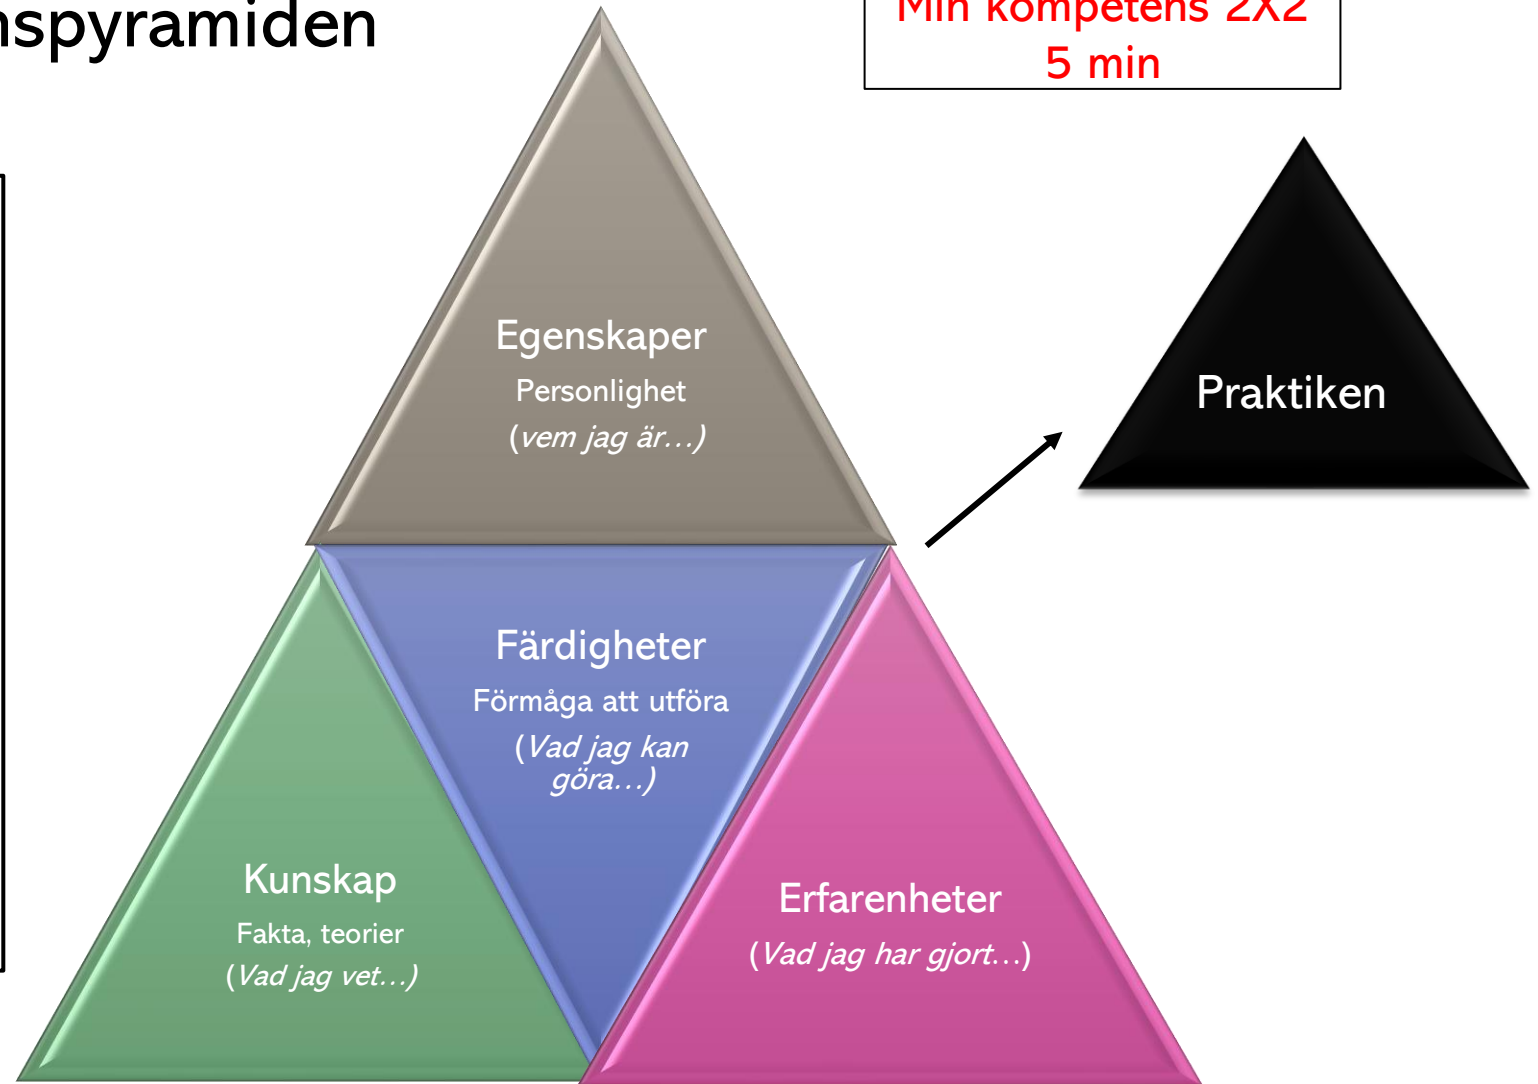 nspyramiden
Min kompetens 2X2
5 min
Egenskaper
Personlighet
(vem jag är...)
Praktiken
Färdigheter
Förmåga att utföra
(Vad jag kan
göra...)
Kunskap
Fakta, teorier
(Vad jag vet...)
Erfarenheter
(Vad jag har gjort...)